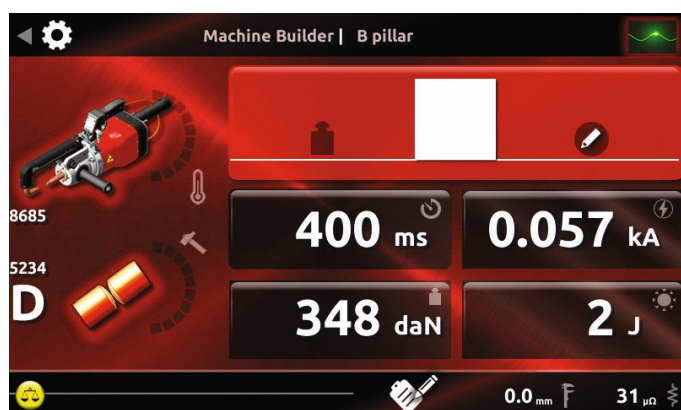 Machine Builder | B pillar
8685
400 ms
0.057 kA
5234
D
348 daN
2 J
0.0 mm
31 μΩ